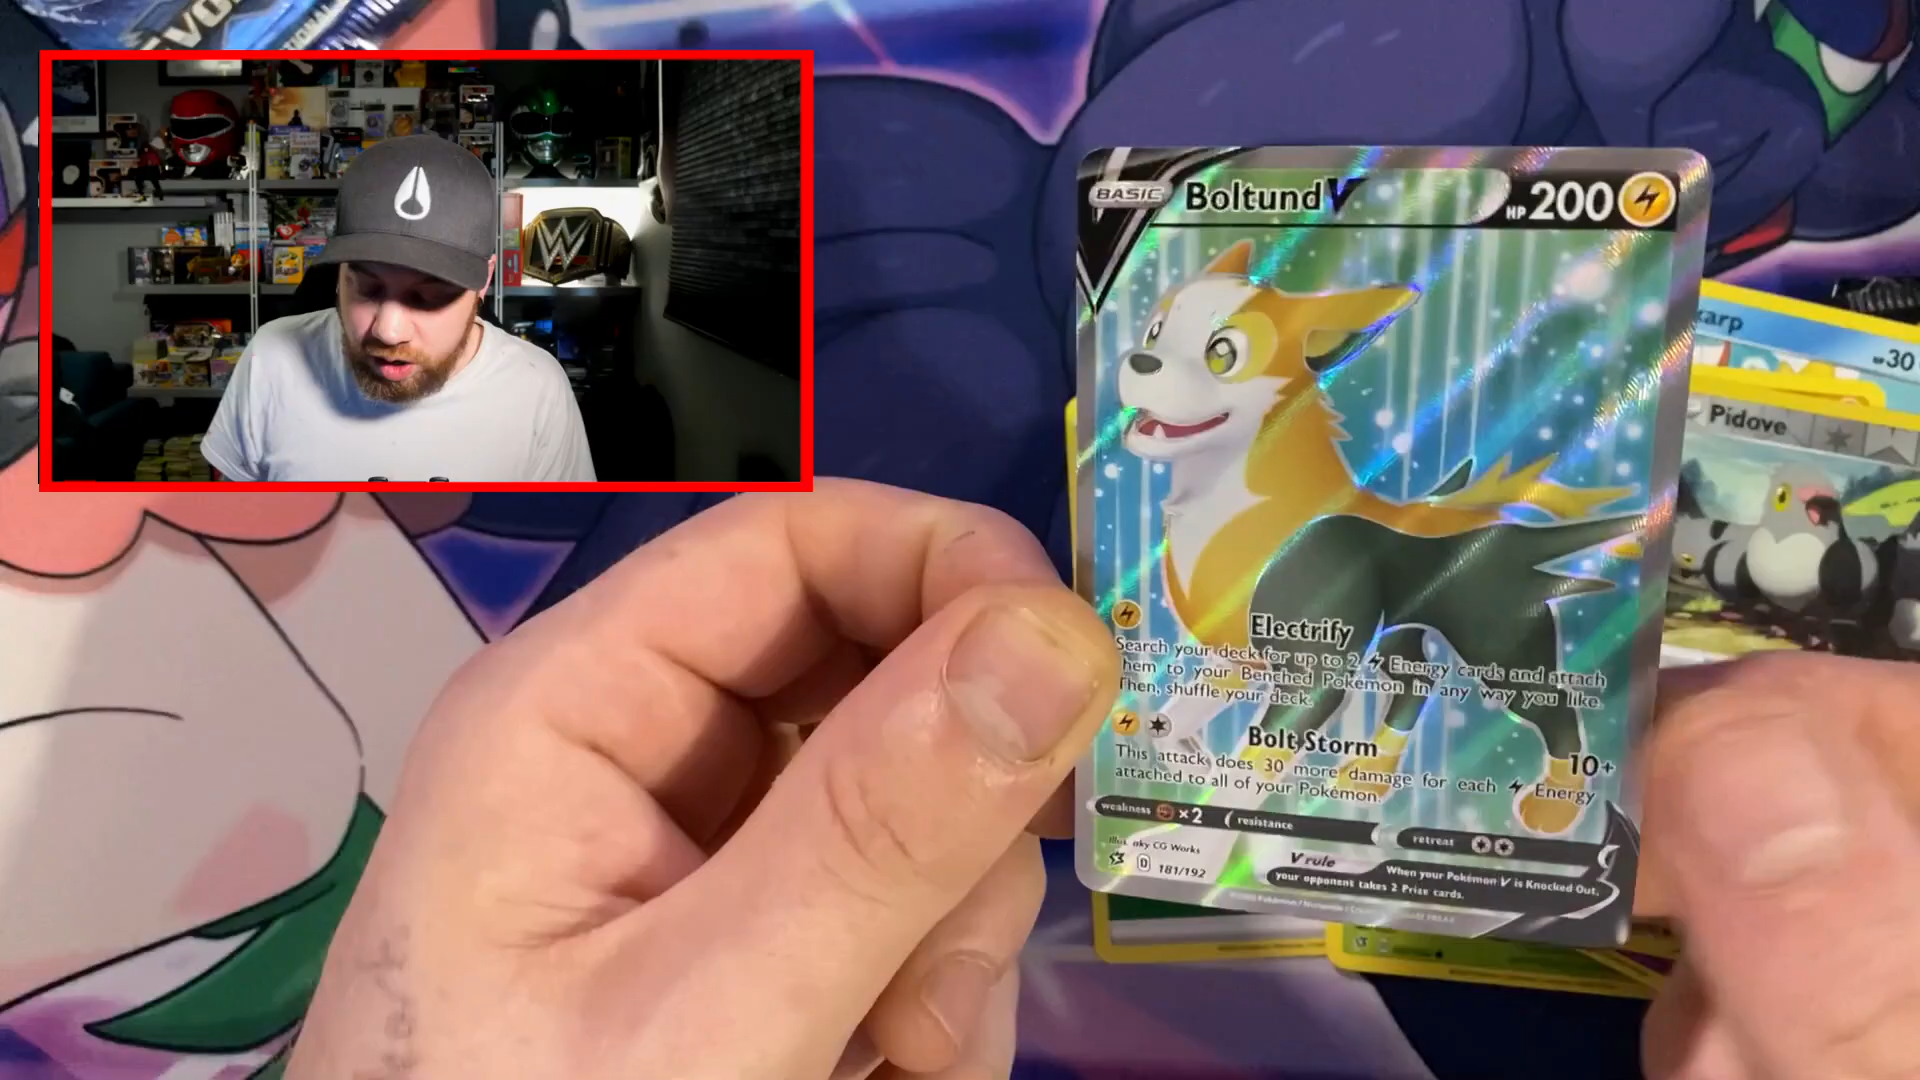 EVO
BASIC Boltund V HP 200
Electrify
Search your deck for up to 2 Energy cards and attach
them to your Benched Pokémon in any way you like.
Then, shuffle your deck.
Bolt Storm 10+
This attack does 30 more damage for each Energy
attached to all of your Pokémon.
weakness ×2 resistance retreat
Illus. aky CG Works
D 181/192
V rule When your Pokémon V is Knocked Out,
your opponent takes 2 Prize cards.
karp
30
Pidove
W